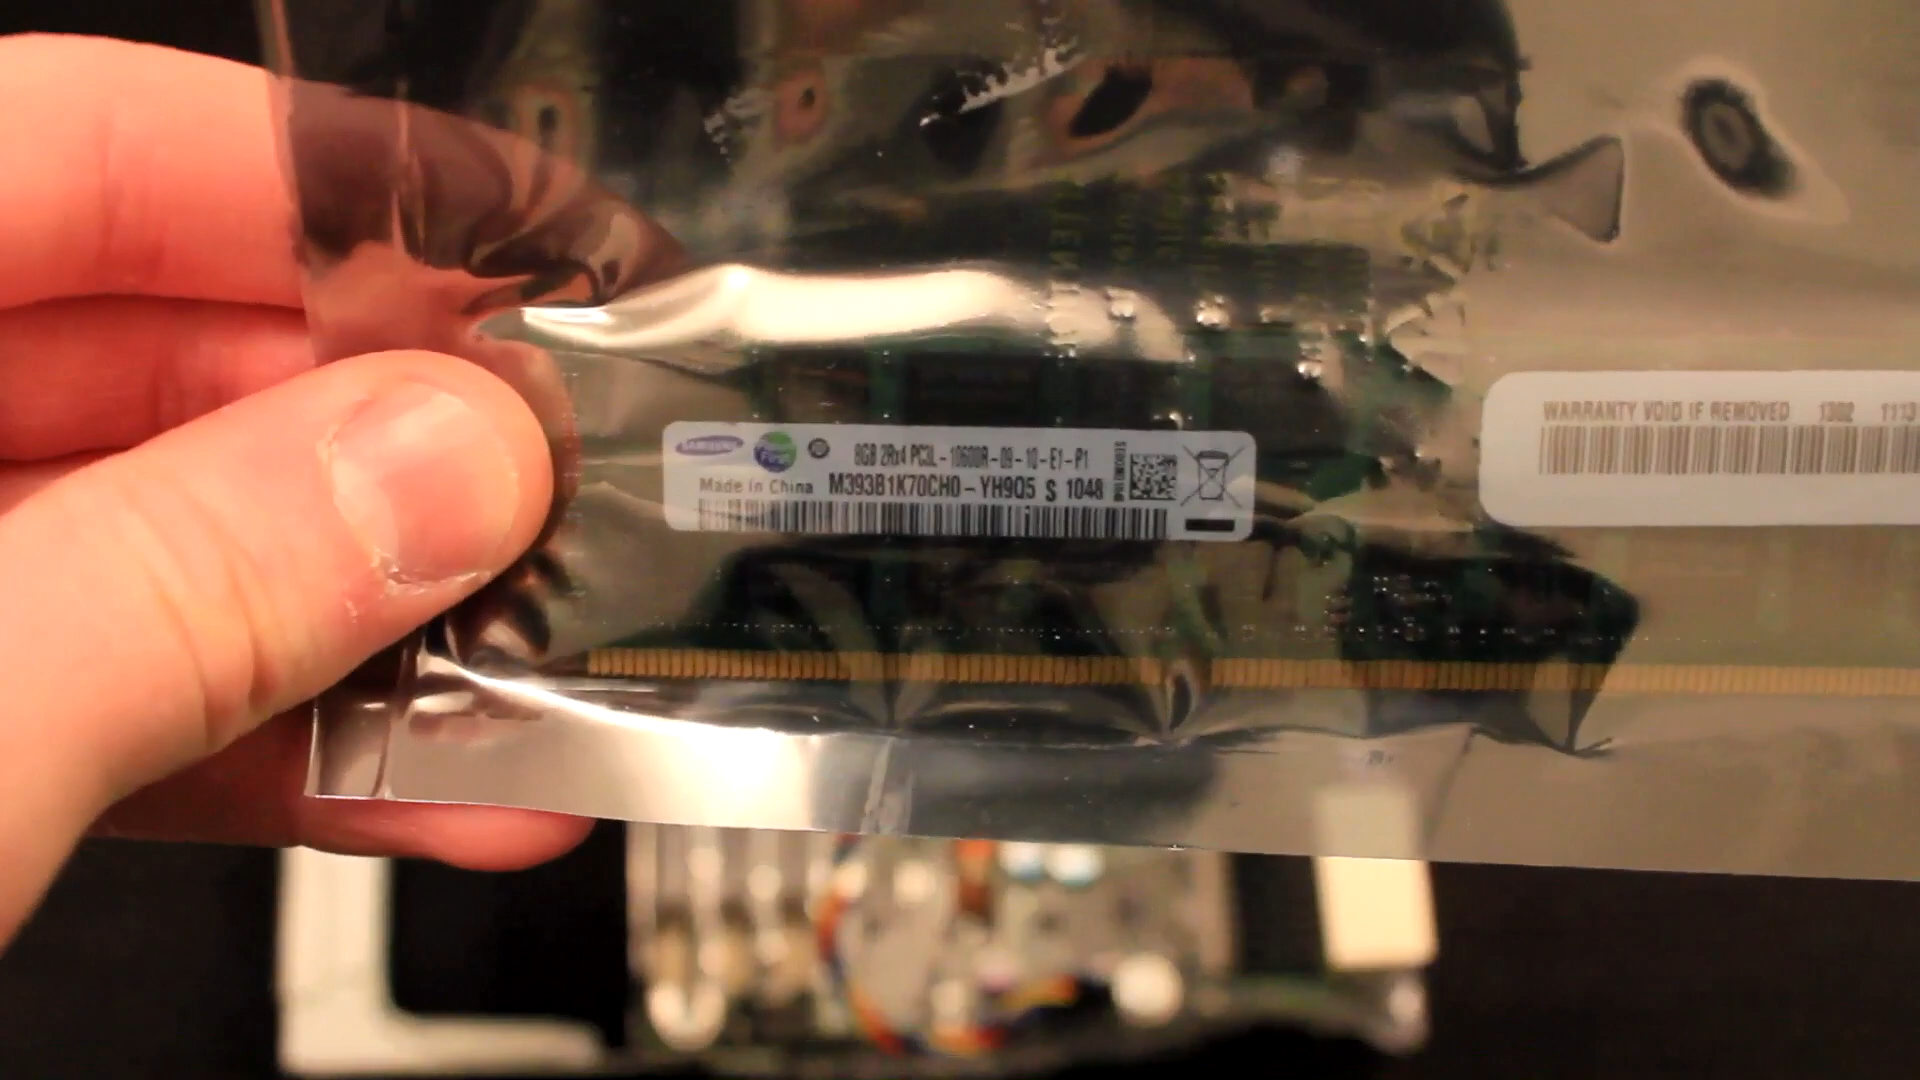 SAMSUNG
8GB 2Rx4 PC3L-10600R-09-10-E1-P1
Made in China M393B1K70CH0-YH9Q5 S 1048
WARRANTY VOID IF REMOVED 1302 1113